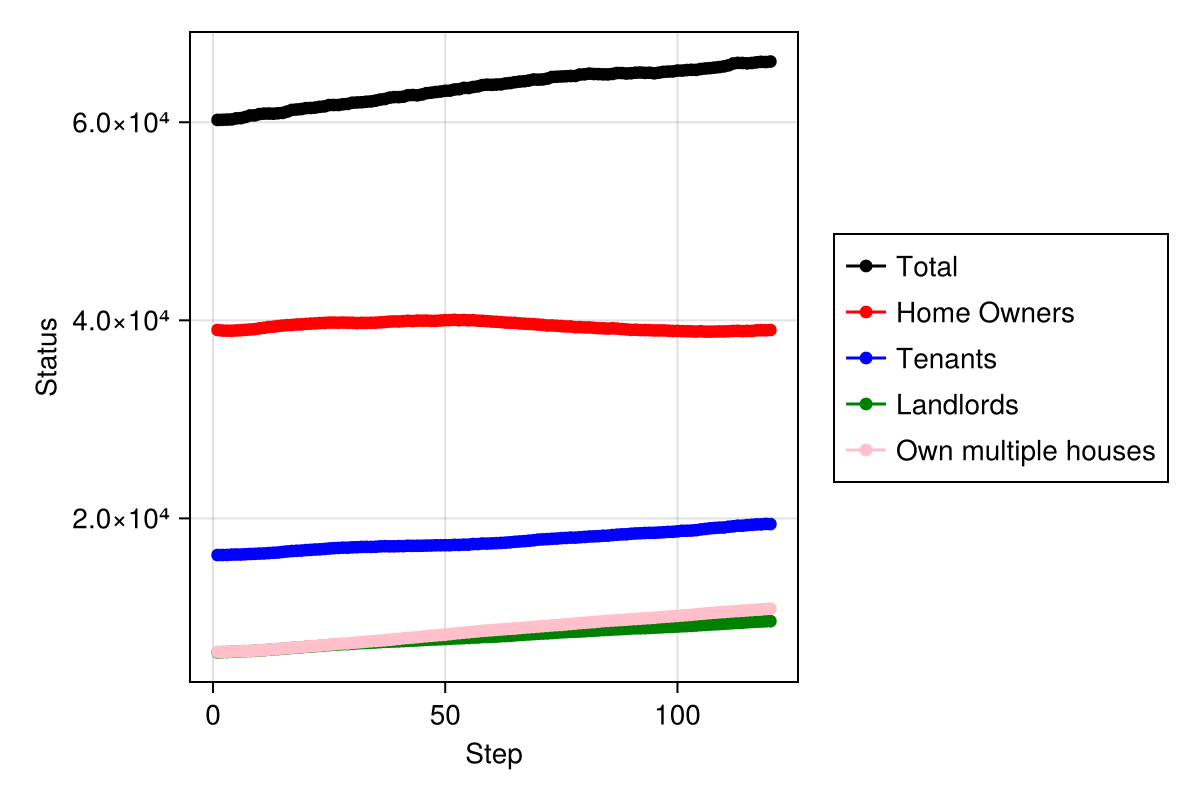 6.0×10⁴
4.0×10⁴
2.0×10⁴
Status
0
50
100
Step
Total
Home Owners
Tenants
Landlords
Own multiple houses